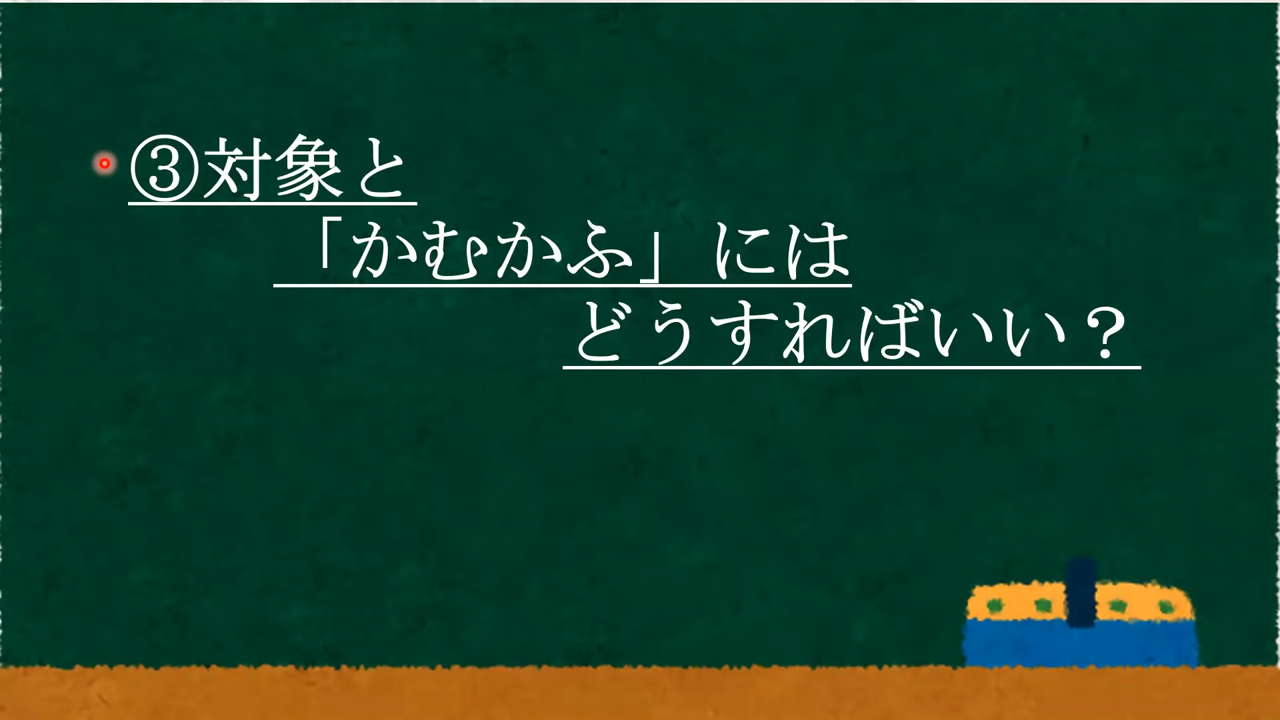 ③対象と
「かむかふ」には
どうすればいい？